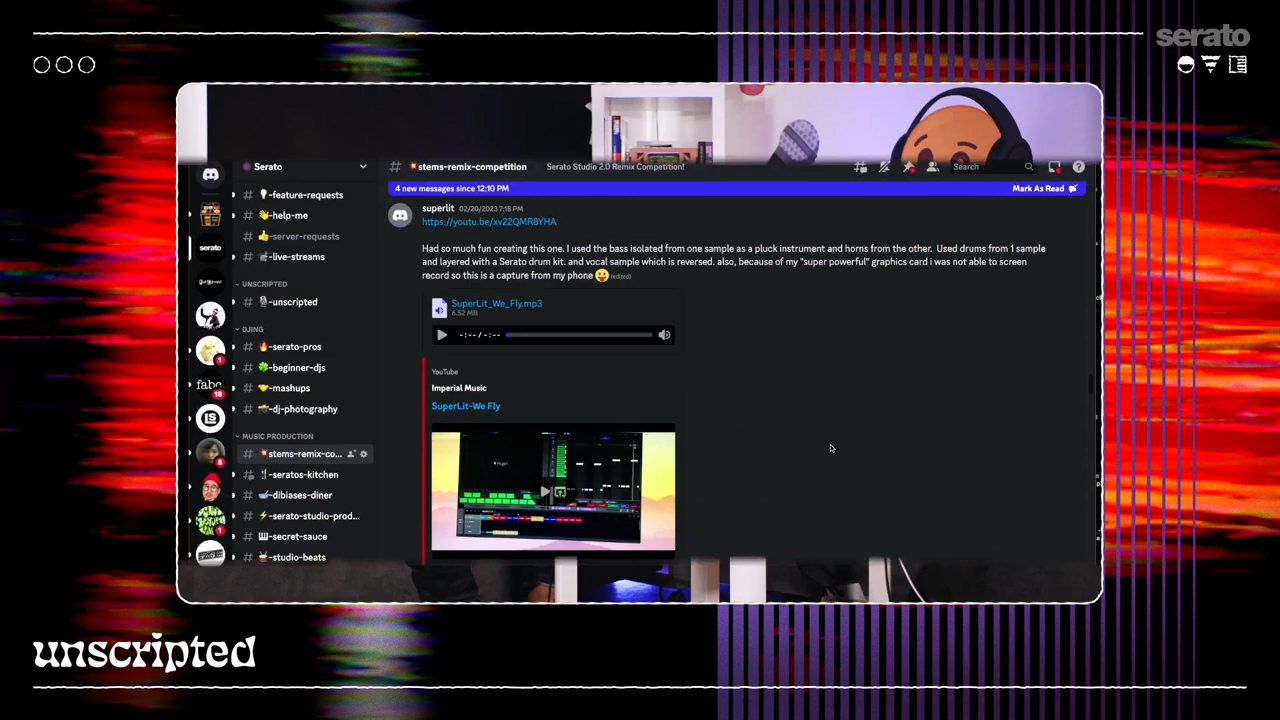 serato
Serato
# 💥stems-remix-competition
Serato Studio 2.0 Remix Competition!
Search
4 new messages since 12:10 PM
Mark As Read
# 💡-feature-requests
# 👋-help-me
# 👍-server-requests
# 📹-live-streams
UNSCRIPTED
# 🎙-unscripted
DJING
# 🔥-serato-pros
# 🍀-beginner-djs
# 🤝-mashups
# 📸-dj-photography
MUSIC PRODUCTION
# 💥stems-remix-co...
# 🍴-seratos-kitchen
# 🥣-dibiases-diner
# ⚡-serato-studio-prod...
# 🎹-secret-sauce
# 🥁-studio-beats
serato
1
fabc
18
LS
8
1
superlit 02/20/2023 7:18 PM
https://youtu.be/xv22QMR8YHA
Had so much fun creating this one. I used the bass isolated from one sample as a pluck instrument and horns from the other. Used drums from 1 sample
and layered with a Serato drum kit. and vocal sample which is reversed. also, because of my "super powerful" graphics card i was not able to screen
record so this is a capture from my phone 😛 (edited)
SuperLit_We_Fly.mp3
6.52 MB
-:--/-:--
YouTube
Imperial Music
SuperLit-We Fly
unscripted